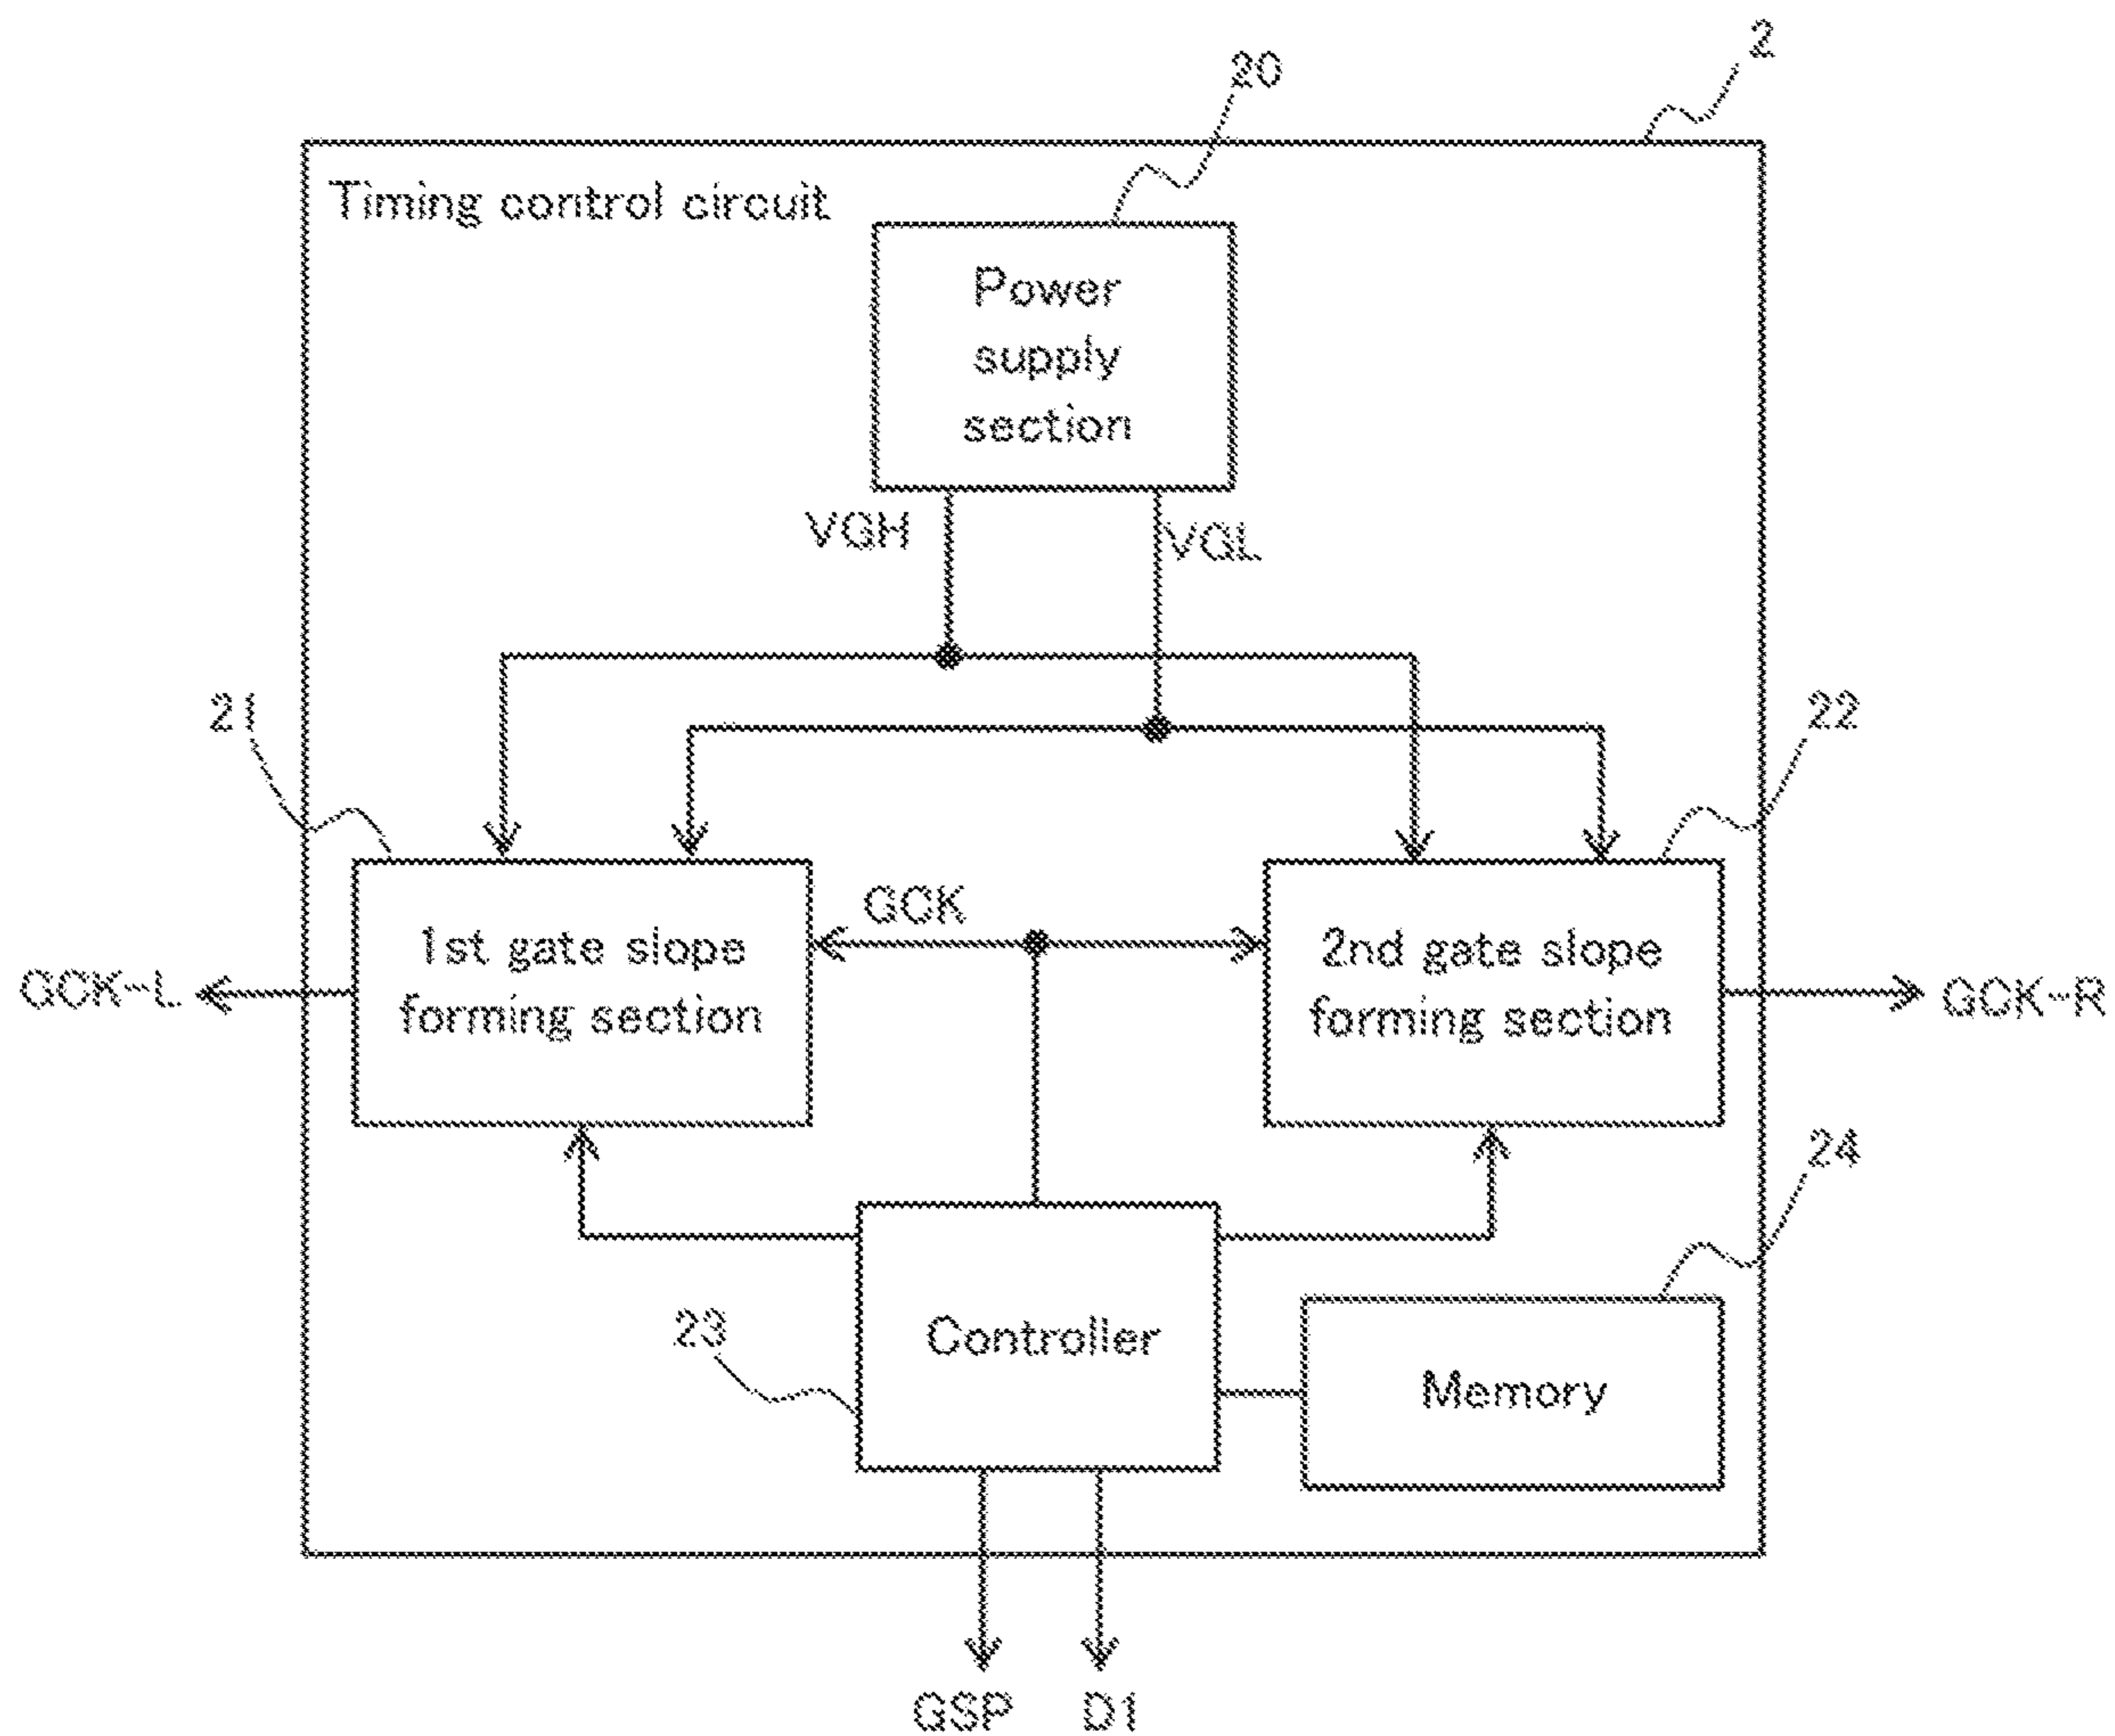 2
20
Timing control circuit
Power
supply
section
VGH
VGL
21
22
GCK
1st gate slope
forming section
2nd gate slope
forming section
GCK-L
GCK-R
24
23
Controller
Memory
GSP
D1